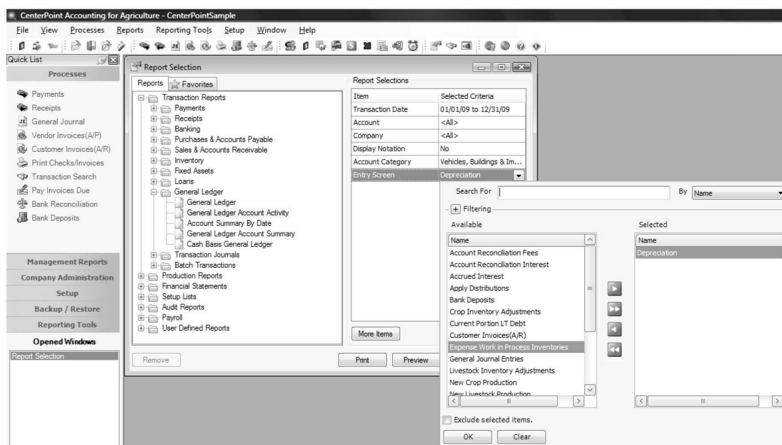 CenterPoint Accounting for Agriculture - CenterPointSample
File View Processes Reports Reporting Tools Setup Window Help
Quick List
Processes
Payments
Receipts
General Journal
Vendor Invoices(A/P)
Customer Invoices(A/R)
Print Checks/Invoices
Transaction Search
Pay Invoices Due
Bank Reconciliation
Bank Deposits
Management Reports
Company Administration
Setup
Backup / Restore
Reporting Tools
Opened Windows
Report Selection
Report Selection
Reports Favorites
Transaction Reports
Payments
Receipts
Banking
Purchases & Accounts Payable
Sales & Accounts Receivable
Inventory
Fixed Assets
Loans
General Ledger
General Ledger
General Ledger Account Activity
Account Summary By Date
General Ledger Account Summary
Cash Basis General Ledger
Transaction Journals
Batch Transactions
Production Reports
Financial Statements
Setup Lists
Audit Reports
Payroll
User Defined Reports
Remove
Report Selections
Item Selected Criteria
Transaction Date 01/01/09 to 12/31/09
Account <All>
Company <All>
Display Notation No
Account Category Vehicles, Buildings & Im...
Entry Screen Depreciation
More Items
Print Preview
Search For By Name
Filtering
Available
Name
Account Reconciliation Fees
Account Reconciliation Interest
Accrued Interest
Apply Distributions
Bank Deposits
Crop Inventory Adjustments
Current Portion LT Debt
Customer Invoices(A/R)
Expense Work in Process Inventories
General Journal Entries
Livestock Inventory Adjustments
New Crop Production
New Livestock Production
Selected
Name
Depreciation
Exclude selected items.
OK Clear